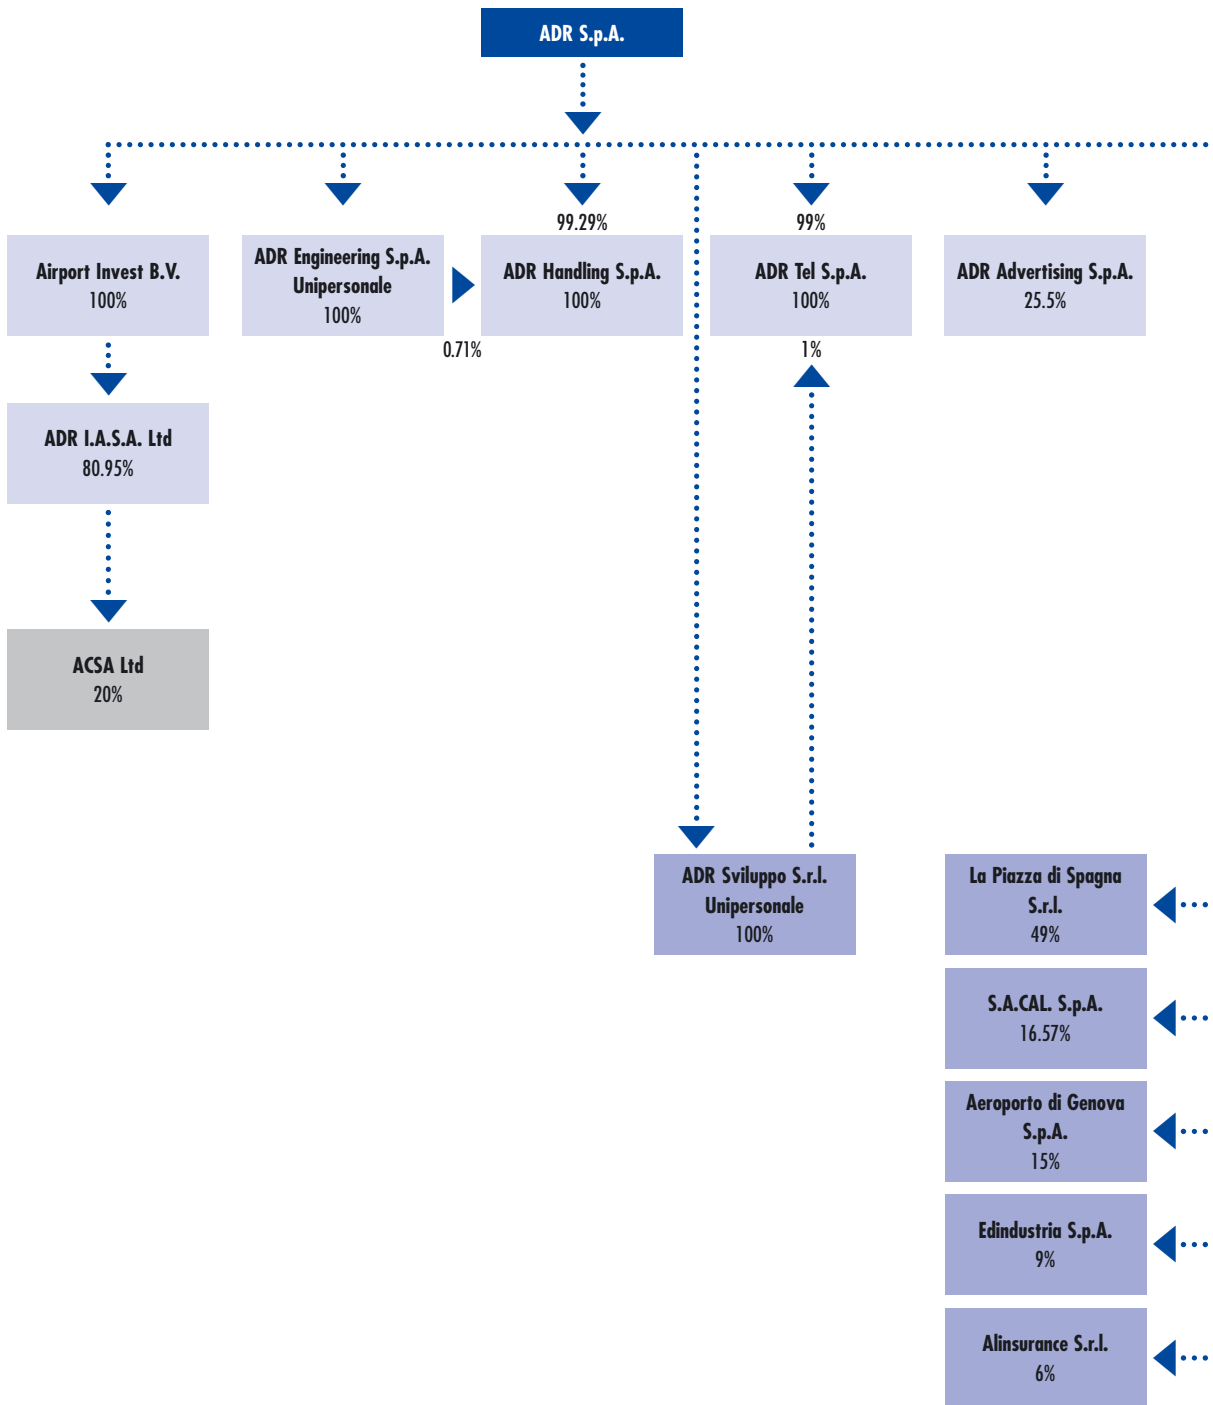 ADR S.p.A.
99.29%
99%
Airport Invest B.V.
100%
ADR Engineering S.p.A.
Unipersonale
100%
ADR Handling S.p.A.
100%
ADR Tel S.p.A.
100%
ADR Advertising S.p.A.
25.5%
0.71%
1%
ADR I.A.S.A. Ltd
80.95%
ACSA Ltd
20%
ADR Sviluppo S.r.l.
Unipersonale
100%
La Piazza di Spagna
S.r.l.
49%
S.A.CAL. S.p.A.
16.57%
Aeroporto di Genova
S.p.A.
15%
Edindustria S.p.A.
9%
Alinsurance S.r.l.
6%